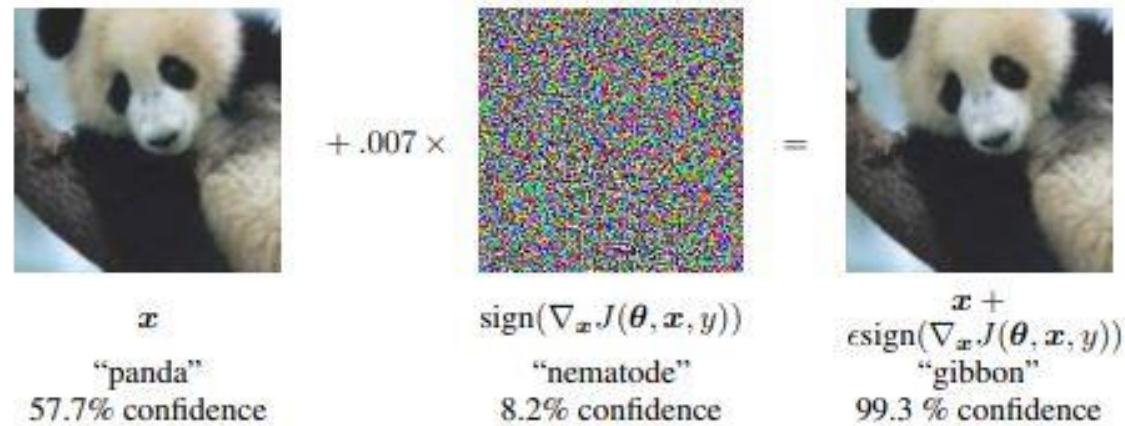 + .007 ×
=
x
sign(∇ₓJ(θ, x, y))
x +
ϵsign(∇ₓJ(θ, x, y))
“panda”
“nematode”
“gibbon”
57.7% confidence
8.2% confidence
99.3 % confidence